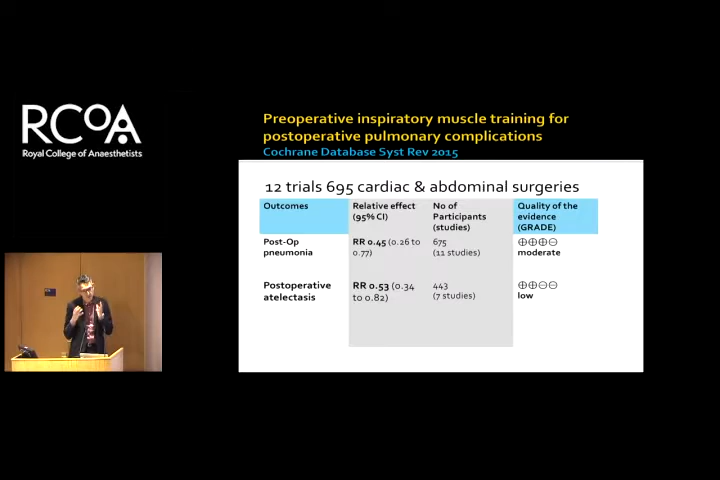 RCOA
Royal College of Anaesthetists
Preoperative inspiratory muscle training for
postoperative pulmonary complications
Cochrane Database Syst Rev 2015
12 trials 695 cardiac & abdominal surgeries
Outcomes
Relative effect
(95% CI)
No of
Participants
(studies)
Quality of the
evidence
(GRADE)
Post-Op
pneumonia
RR 0.45 (0.26 to
0.77)
675
(11 studies)
⊕⊕⊕⊖
moderate
Postoperative
atelectasis
RR 0.53 (0.34
to 0.82)
443
(7 studies)
⊕⊕⊖⊖
low